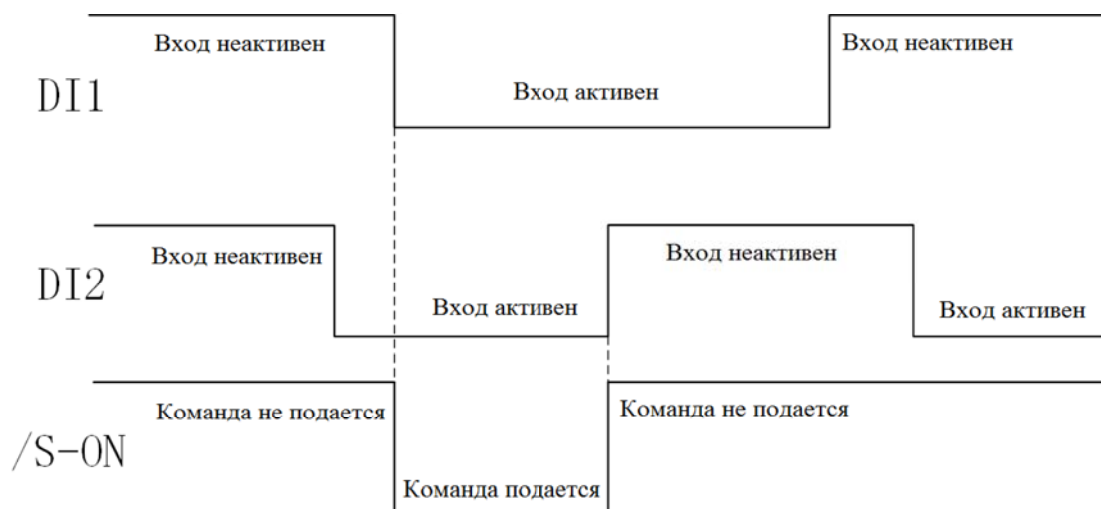 Вход неактивен
Вход неактивен
DI1
Вход активен
Вход неактивен
Вход неактивен
DI2
Вход активен
Вход активен
Команда не подается
Команда не подается
/S-ON
Команда подается